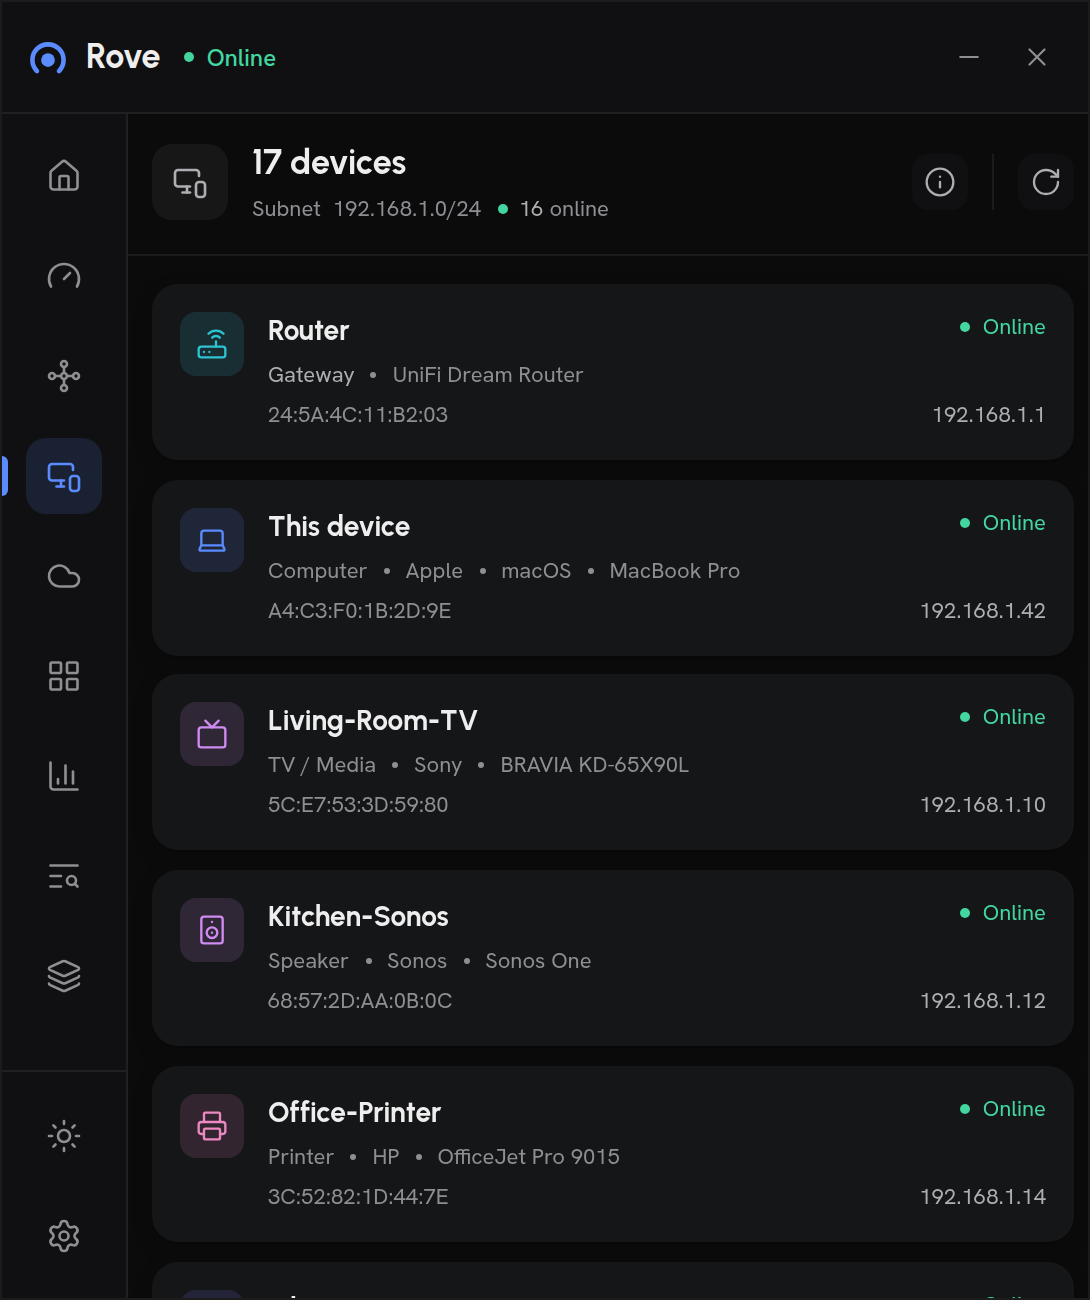 Rove • Online
17 devices
Subnet 192.168.1.0/24 • 16 online
Router
• Online
Gateway • UniFi Dream Router
24:5A:4C:11:B2:03
192.168.1.1
This device
• Online
Computer • Apple • macOS • MacBook Pro
A4:C3:F0:1B:2D:9E
192.168.1.42
Living-Room-TV
• Online
TV / Media • Sony • BRAVIA KD-65X90L
5C:E7:53:3D:59:80
192.168.1.10
Kitchen-Sonos
• Online
Speaker • Sonos • Sonos One
68:57:2D:AA:0B:0C
192.168.1.12
Office-Printer
• Online
Printer • HP • OfficeJet Pro 9015
3C:52:82:1D:44:7E
192.168.1.14